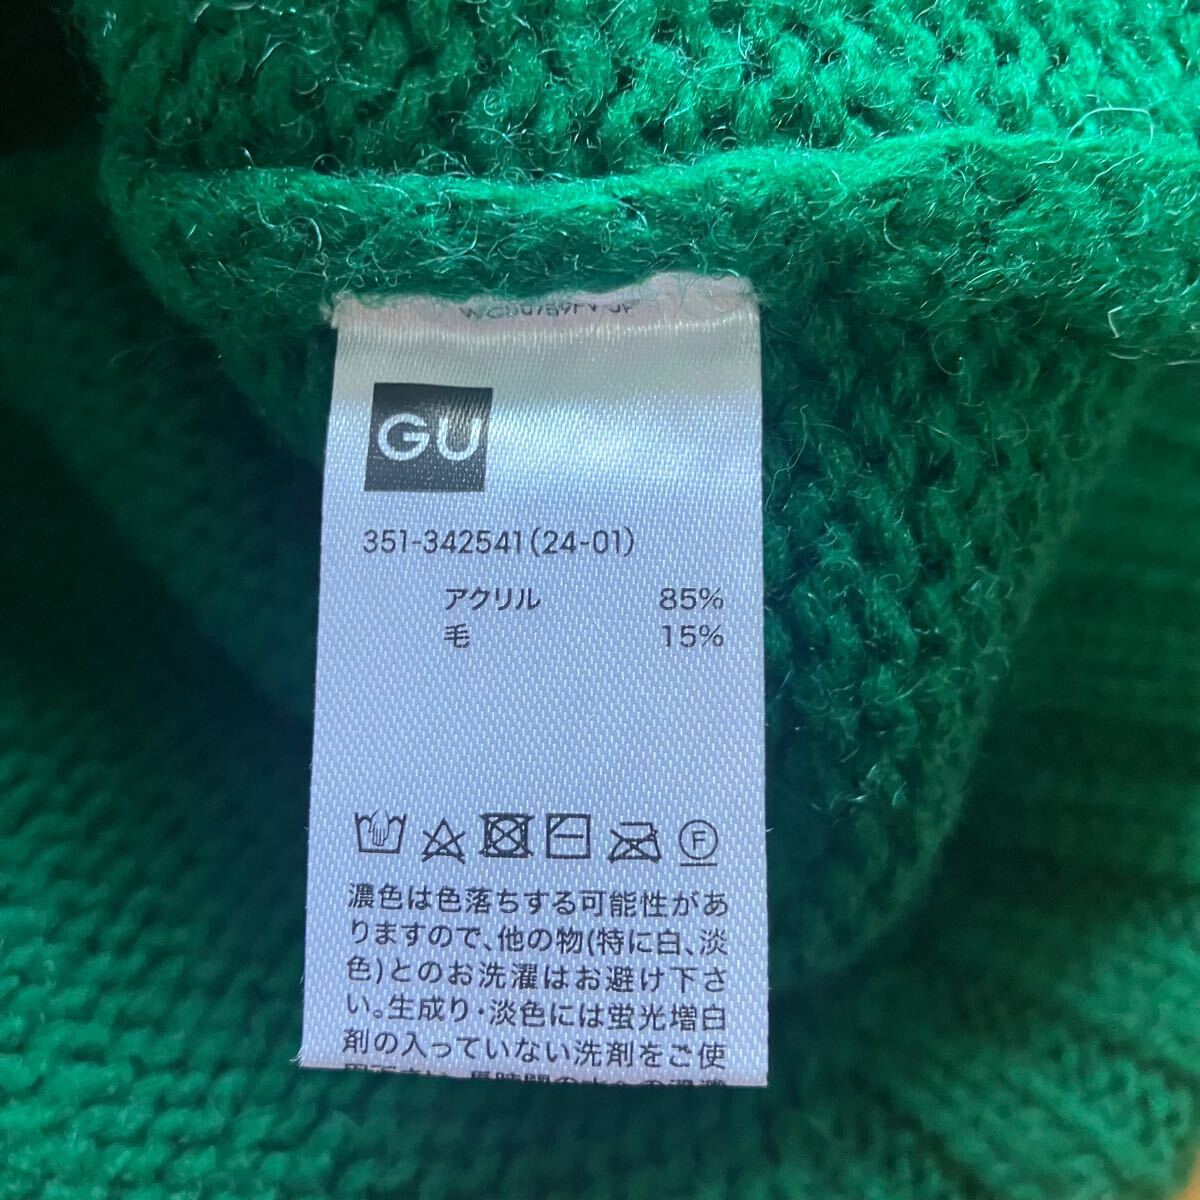 GU
351-342541(24-01)
アクリル 85%
毛 15%
F
濃色は色落ちする可能性があ
りますので、他の物(特に白、淡
色)とのお洗濯はお避け下さ
い。生成り・淡色には蛍光増白
剤の入っていない洗剤をご使